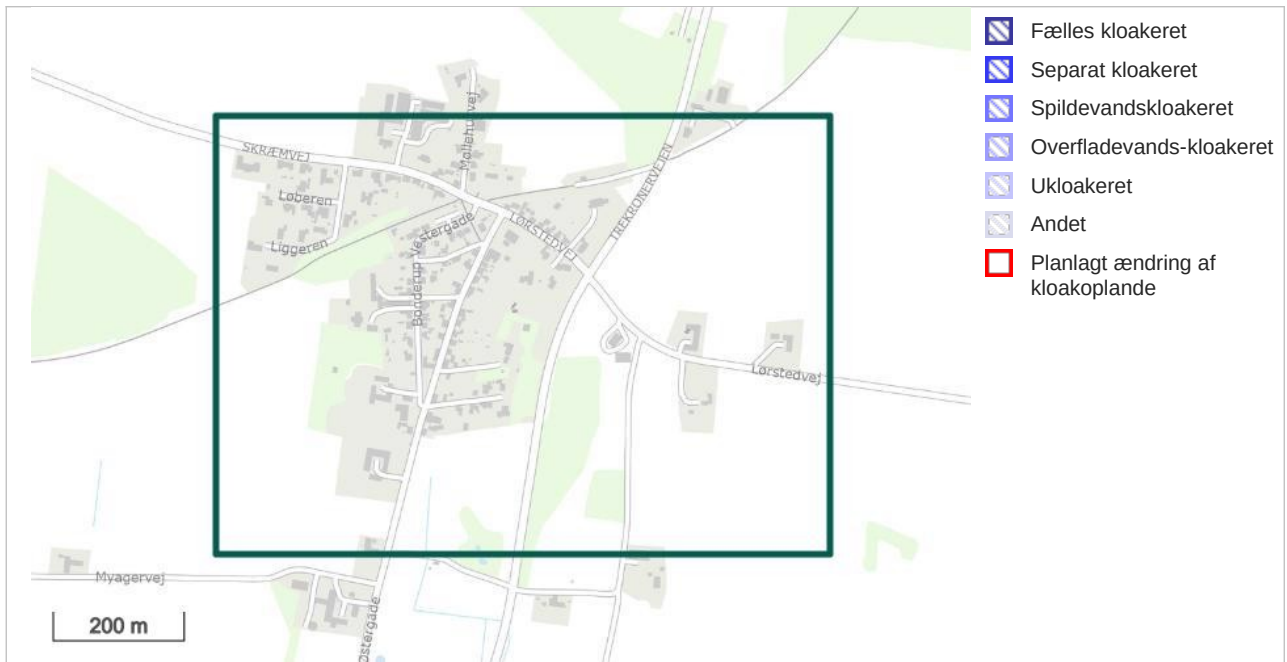 SKRÆMVEJ
Møllehusvej
TREKRONERVEJEN
Løberen
Liggeren
Bonderup Vestergade
LØRSTEDVEJ
Lørstedvej
Myagervej
Østergade
200 m
Fælles kloakeret
Separat kloakeret
Spildevandskloakeret
Overfladevands-kloakeret
Ukloakeret
Andet
Planlagt ændring af
kloakoplande